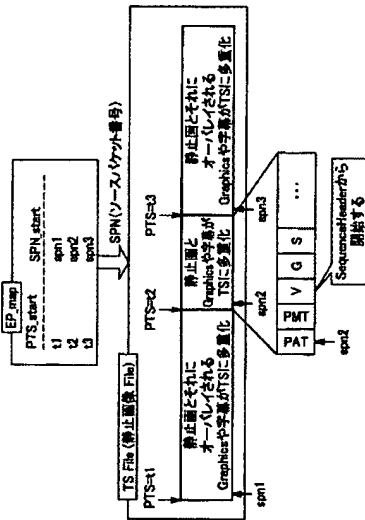 EP_map
PTS_start SPN_start
t1 spn1
t2 spn2
t3 spn3
SPN(ソースパケット番号)
TS File (静止画像 File)
PTS=t1
PTS=t2
PTS=t3
静止画とそれに
オーバレイされる
Graphicsや字幕がTSに多重化
静止画と
Graphicsや字幕が
TSに多重化
静止画とそれに
オーバレイされる
Graphicsや字幕がTSに多重化
spn1
spn2
spn3
PAT PMT V G S ...
spn2
SequenceHeaderから
開始する